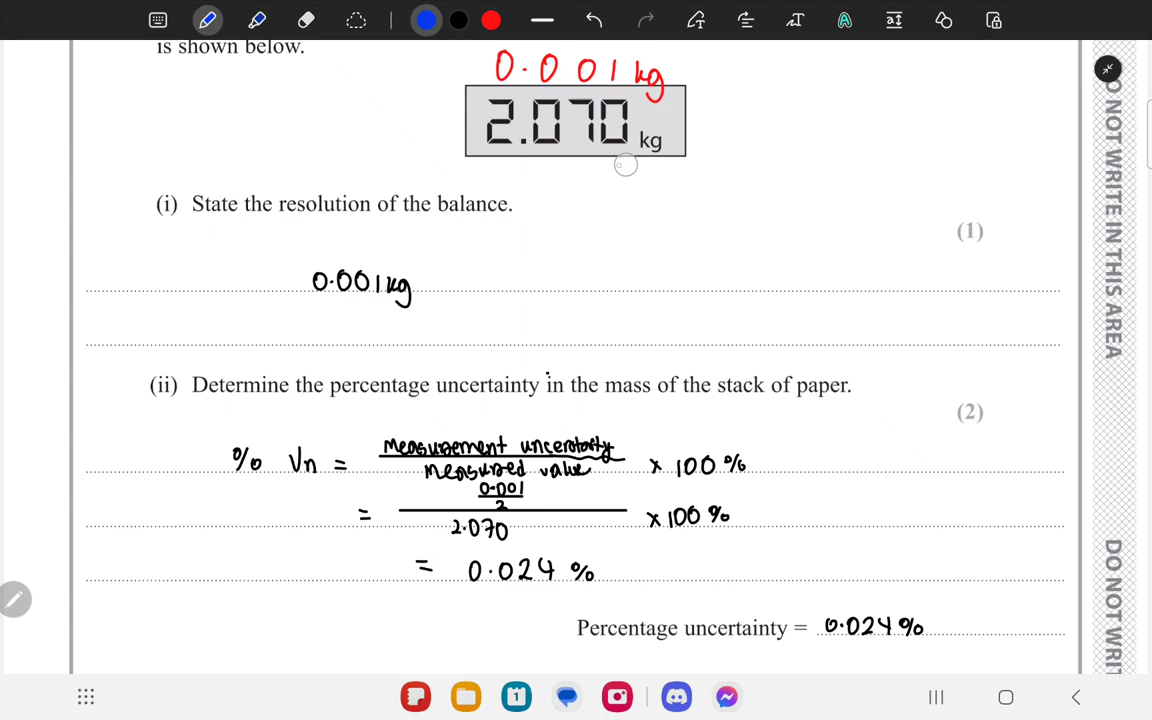 is shown below.
0.001 kg
2.070 kg
(i) State the resolution of the balance.
(1)
0.001 kg
(ii) Determine the percentage uncertainty in the mass of the stack of paper.
(2)
% Un = measurement uncertainty
measured value × 100 %
= 0.001
2
2.070 × 100 %
= 0.024 %
Percentage uncertainty = 0.024 %
O NOT WRITE IN THIS AREA
DO NOT WRIT